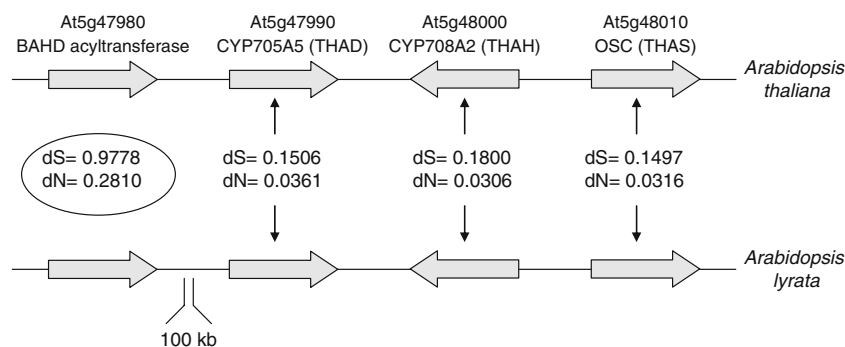 At5g47980 At5g47990 At5g48000 At5g48010
BAHD acyltransferase CYP705A5 (THAD) CYP708A2 (THAH) OSC (THAS)
Arabidopsis
thaliana
dS= 0.9778 dS= 0.1506 dS= 0.1800 dS= 0.1497
dN= 0.2810 dN= 0.0361 dN= 0.0306 dN= 0.0316
Arabidopsis
lyrata
100 kb